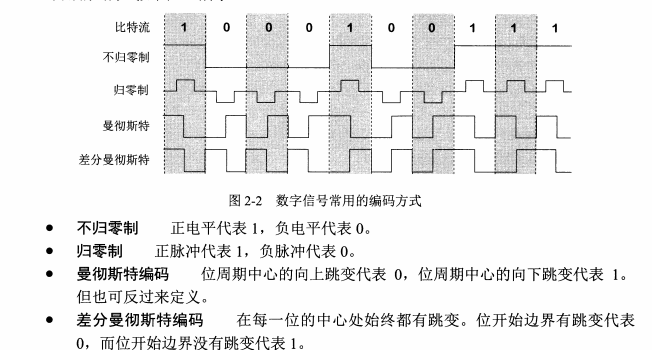 比特流 1 0 0 0 1 0 0 1 1 1
不归零制
归零制
曼彻斯特
差分曼彻斯特
图 2-2 数字信号常用的编码方式
● 不归零制 正电平代表 1，负电平代表 0。
● 归零制 正脉冲代表 1，负脉冲代表 0。
● 曼彻斯特编码 位周期中心的向上跳变代表 0，位周期中心的向下跳变代表 1。
但也可反过来定义。
● 差分曼彻斯特编码 在每一位的中心处始终都有跳变。位开始边界有跳变代表
0，而位开始边界没有跳变代表 1。